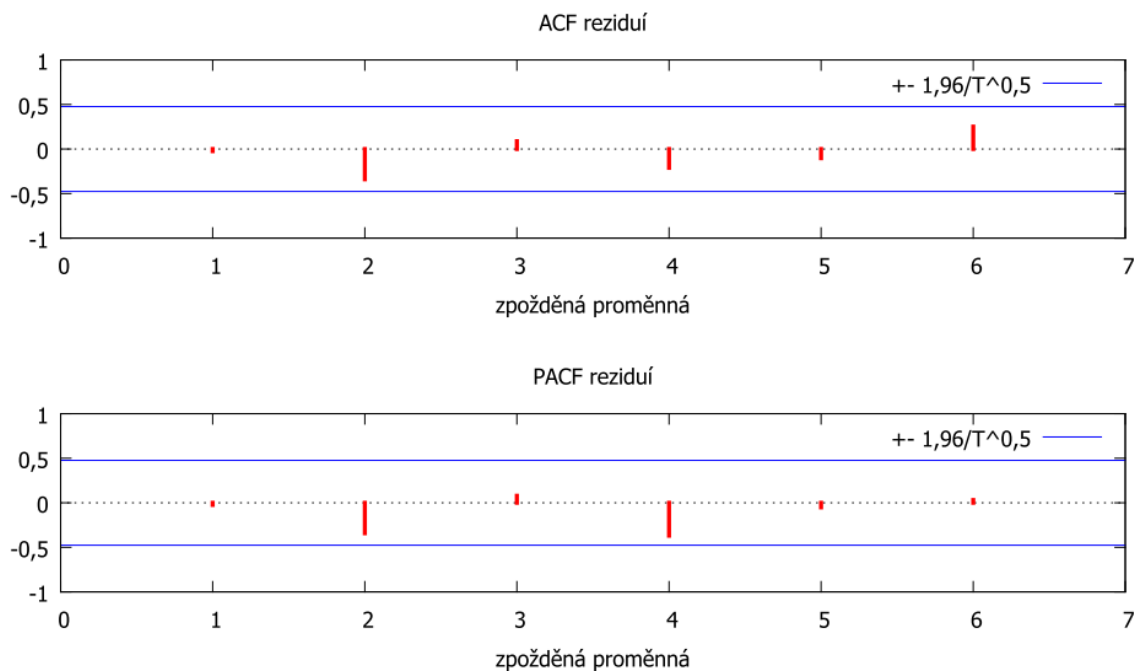 ACF reziduí
1
+- 1,96/T^0,5
0,5
0
-0,5
-1
0 1 2 3 4 5 6 7
zpožděná proměnná
PACF reziduí
1
+- 1,96/T^0,5
0,5
0
-0,5
-1
0 1 2 3 4 5 6 7
zpožděná proměnná